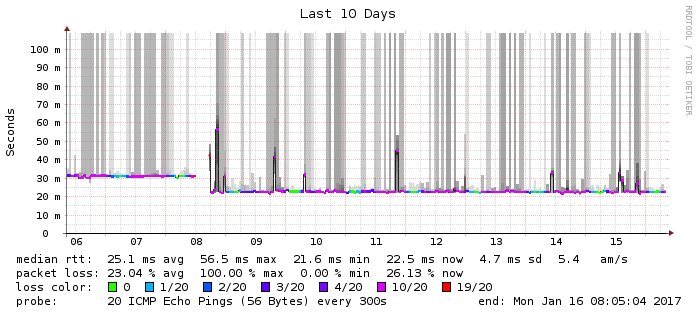 Last 10 Days
RRDTOOL / TOBI OETIKER
Seconds
100 m
90 m
80 m
70 m
60 m
50 m
40 m
30 m
20 m
10 m
0
06 07 08 09 10 11 12 13 14 15
median rtt: 25.1 ms avg 56.5 ms max 21.6 ms min 22.5 ms now 4.7 ms sd 5.4 am/s
packet loss: 23.04 % avg 100.00 % max 0.00 % min 26.13 % now
loss color: 0 1/20 2/20 3/20 4/20 10/20 19/20
probe: 20 ICMP Echo Pings (56 Bytes) every 300s end: Mon Jan 16 08:05:04 2017